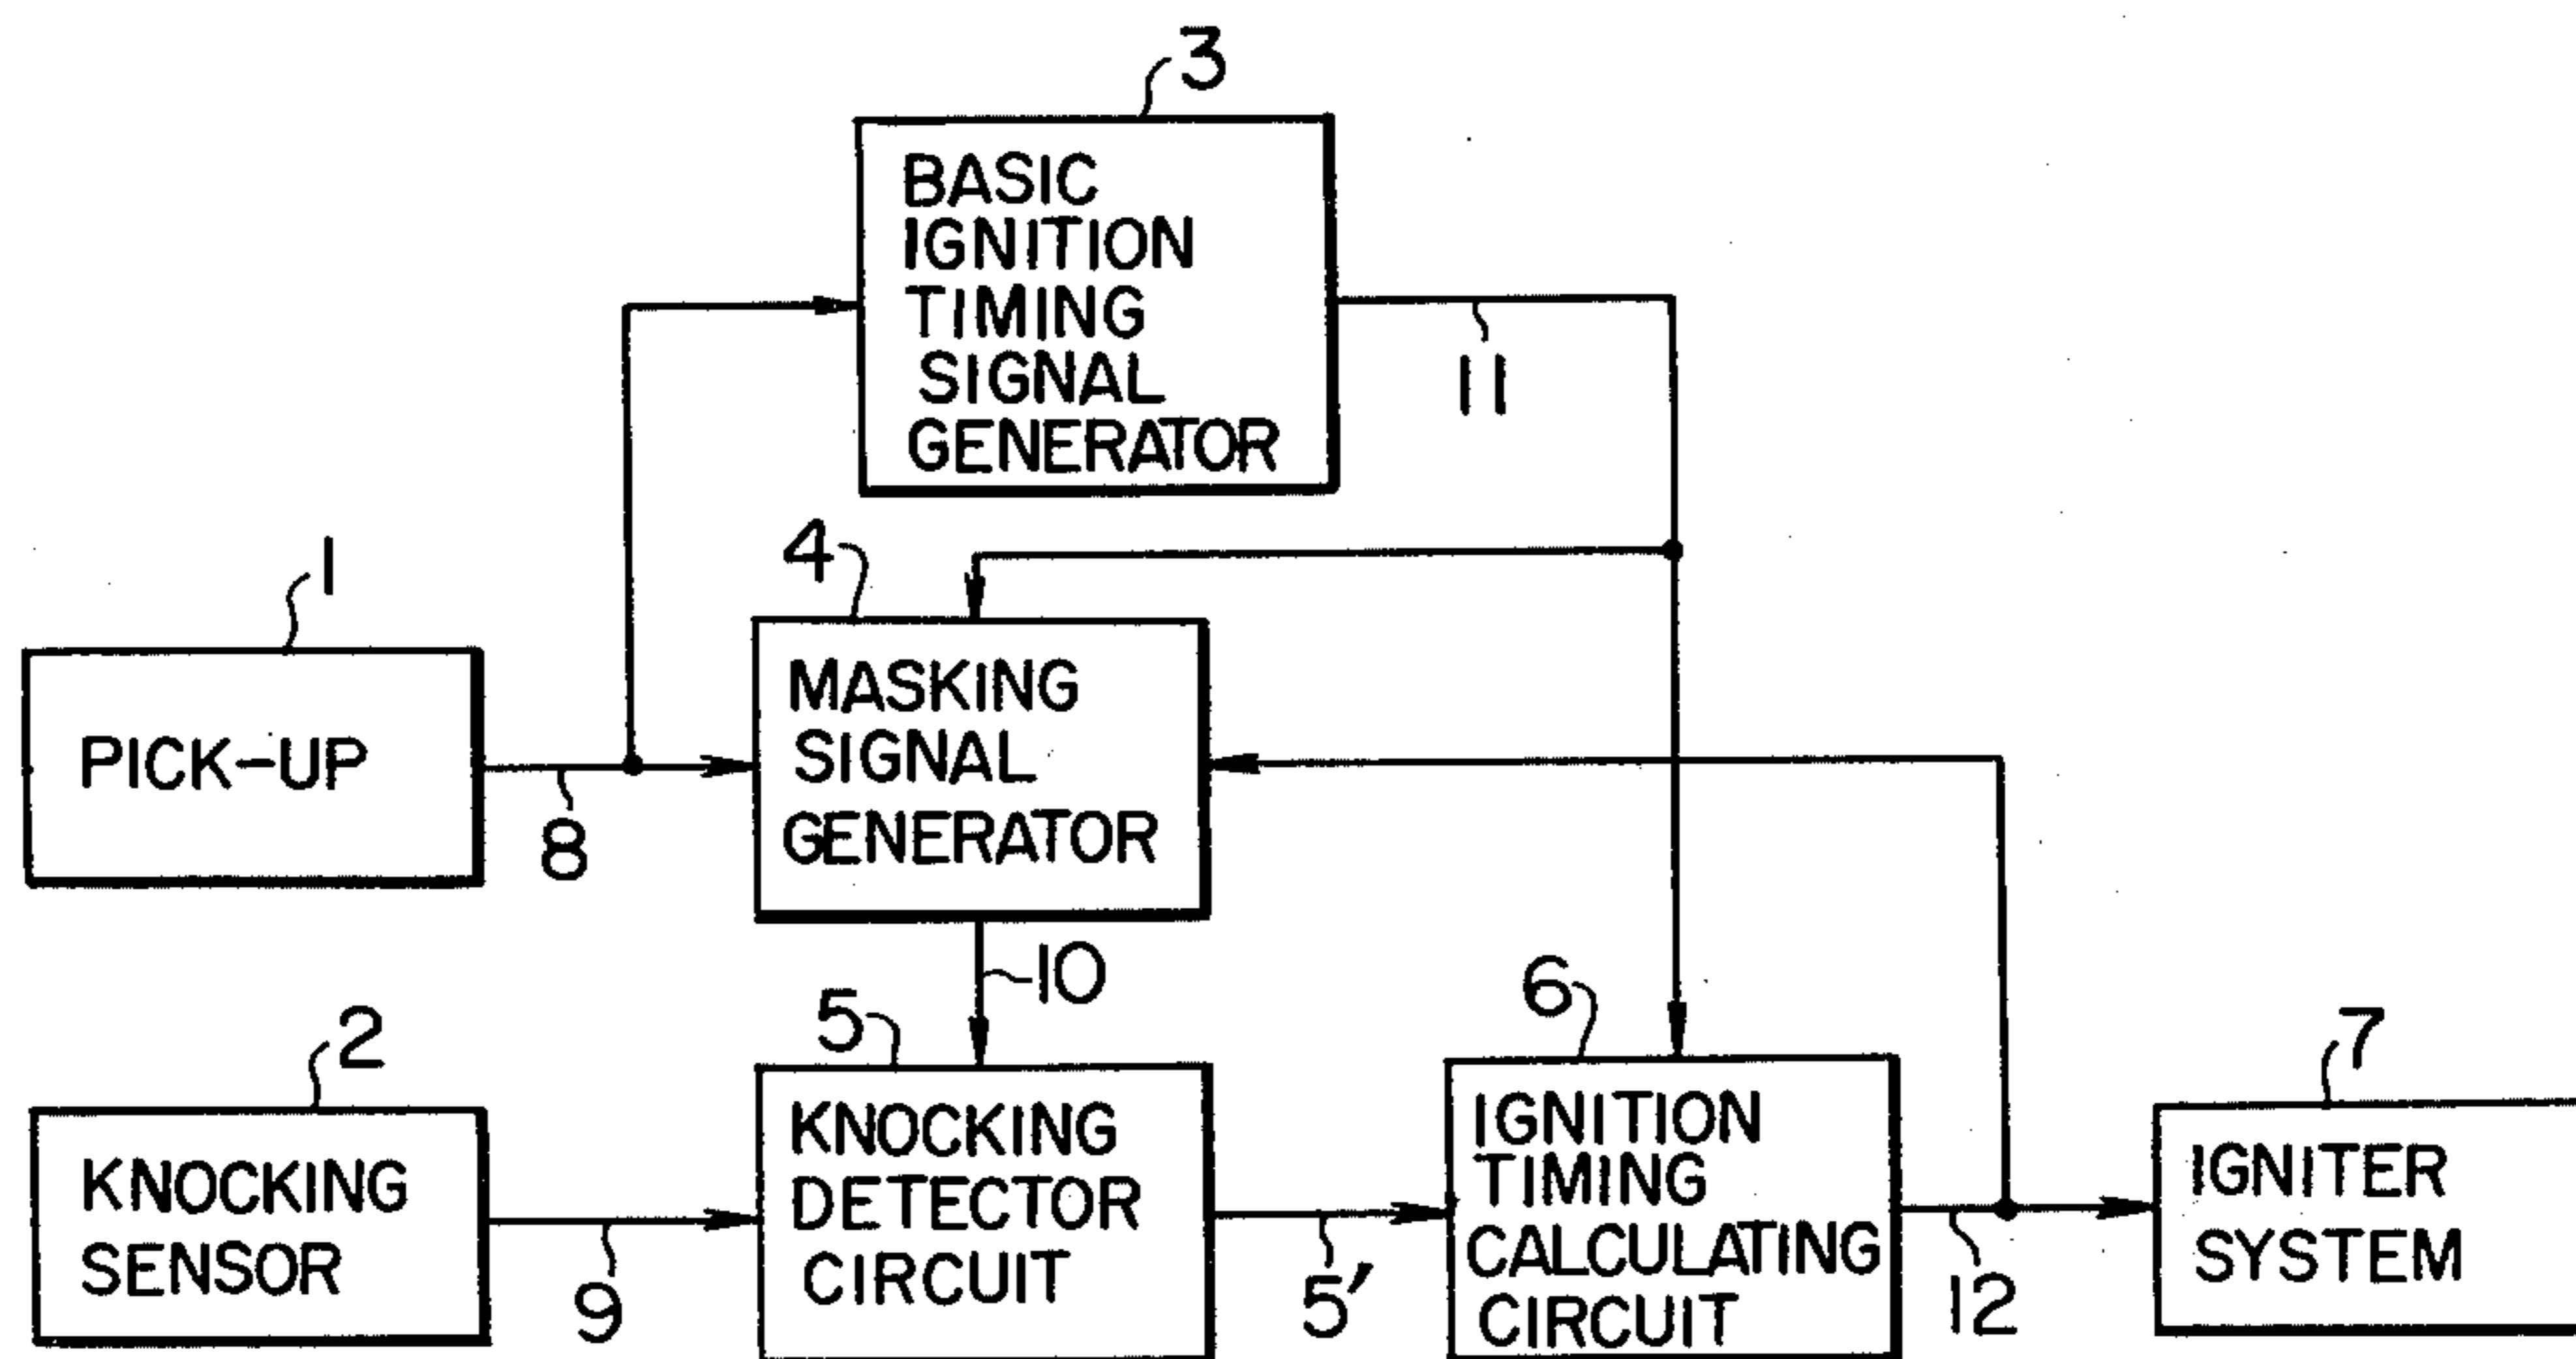 3
BASIC
IGNITION
TIMING
SIGNAL
GENERATOR
11
4
MASKING
SIGNAL
GENERATOR
1
PICK-UP
8
10
2
KNOCKING
SENSOR
9
5
KNOCKING
DETECTOR
CIRCUIT
5'
6
IGNITION
TIMING
CALCULATING
CIRCUIT
12
7
IGNITER
SYSTEM